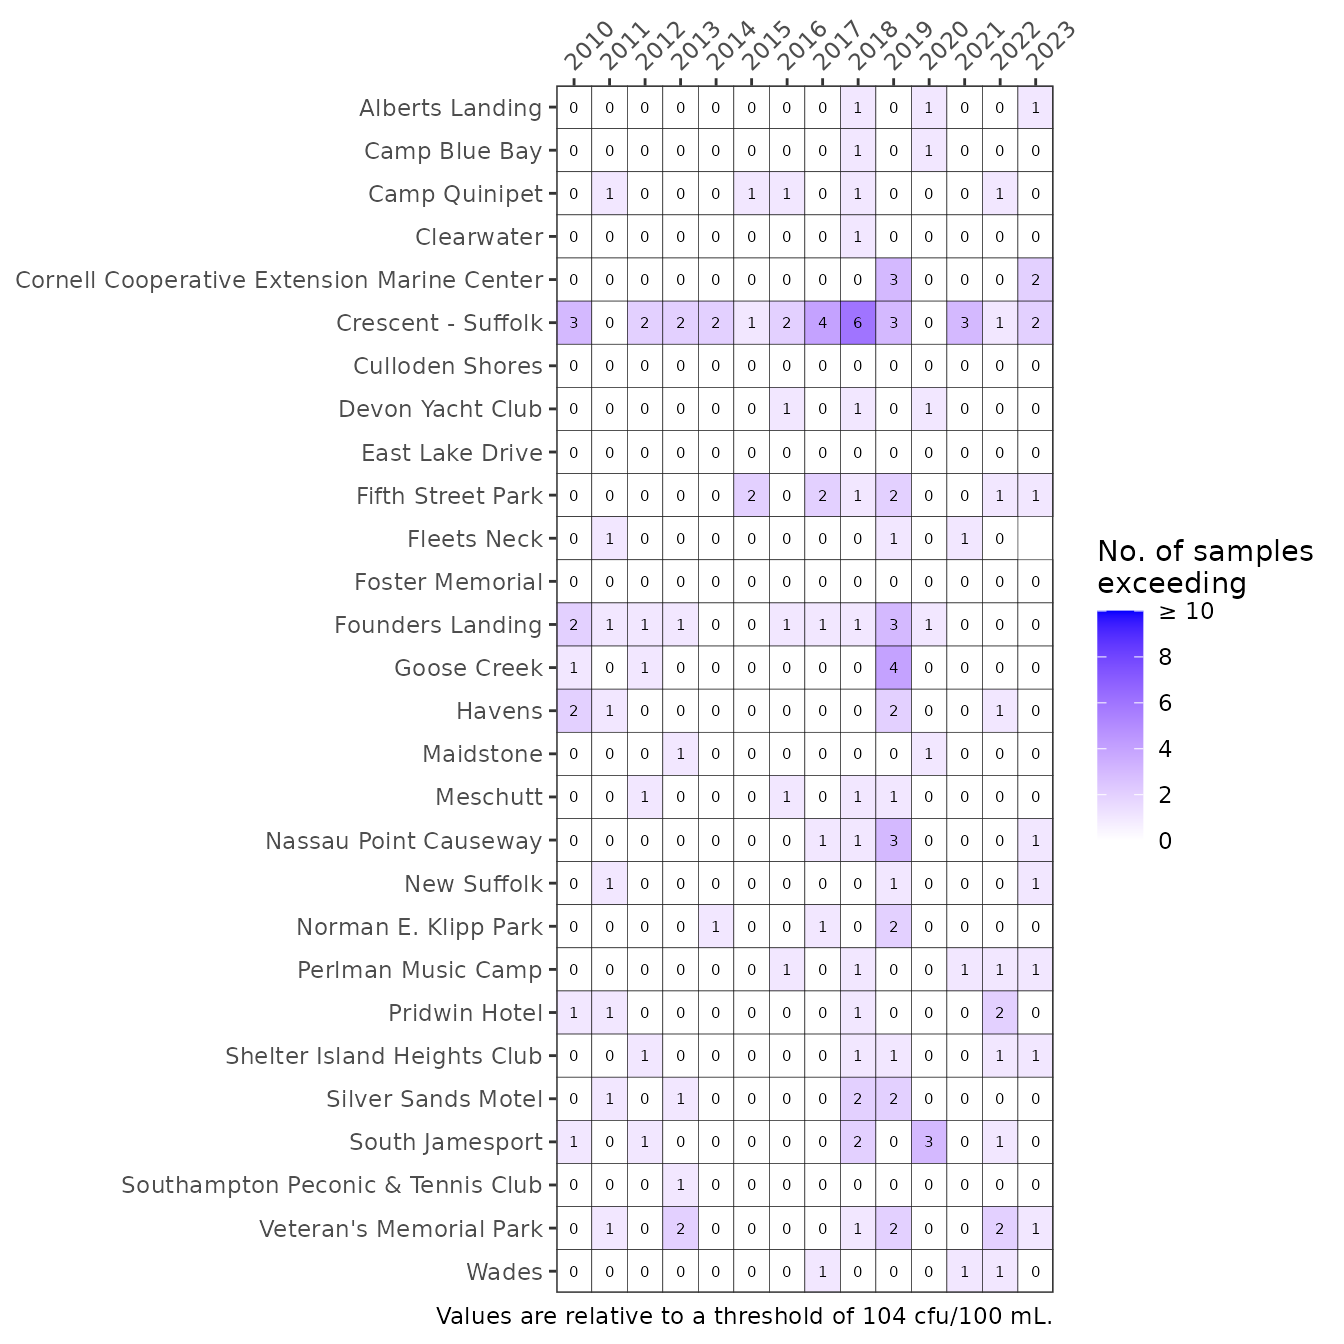 2010 2011 2012 2013 2014 2015 2016 2017 2018 2019 2020 2021 2022 2023
Alberts Landing 0 0 0 0 0 0 0 0 1 0 1 0 0 1
Camp Blue Bay 0 0 0 0 0 0 0 0 1 0 1 0 0 0
Camp Quinipet 0 1 0 0 0 1 1 0 1 0 0 0 1 0
Clearwater 0 0 0 0 0 0 0 0 1 0 0 0 0 0
Cornell Cooperative Extension Marine Center 0 0 0 0 0 0 0 0 0 3 0 0 0 2
Crescent - Suffolk 3 0 2 2 2 1 2 4 6 3 0 3 1 2
Culloden Shores 0 0 0 0 0 0 0 0 0 0 0 0 0 0
Devon Yacht Club 0 0 0 0 0 0 1 0 1 0 1 0 0 0
East Lake Drive 0 0 0 0 0 0 0 0 0 0 0 0 0 0
Fifth Street Park 0 0 0 0 0 2 0 2 1 2 0 0 1 1
Fleets Neck 0 1 0 0 0 0 0 0 0 1 0 1 0
Foster Memorial 0 0 0 0 0 0 0 0 0 0 0 0 0 0
Founders Landing 2 1 1 1 0 0 1 1 1 3 1 0 0 0
Goose Creek 1 0 1 0 0 0 0 0 0 4 0 0 0 0
Havens 2 1 0 0 0 0 0 0 0 2 0 0 1 0
Maidstone 0 0 0 1 0 0 0 0 0 0 1 0 0 0
Meschutt 0 0 1 0 0 0 1 0 1 1 0 0 0 0
Nassau Point Causeway 0 0 0 0 0 0 0 1 1 3 0 0 0 1
New Suffolk 0 1 0 0 0 0 0 0 0 1 0 0 0 1
Norman E. Klipp Park 0 0 0 0 1 0 0 1 0 2 0 0 0 0
Perlman Music Camp 0 0 0 0 0 0 1 0 1 0 0 1 1 1
Pridwin Hotel 1 1 0 0 0 0 0 0 1 0 0 0 2 0
Shelter Island Heights Club 0 0 1 0 0 0 0 0 1 1 0 0 1 1
Silver Sands Motel 0 1 0 1 0 0 0 0 2 2 0 0 0 0
South Jamesport 1 0 1 0 0 0 0 0 2 0 3 0 1 0
Southampton Peconic & Tennis Club 0 0 0 1 0 0 0 0 0 0 0 0 0 0
Veteran's Memorial Park 0 1 0 2 0 0 0 0 1 2 0 0 2 1
Wades 0 0 0 0 0 0 0 1 0 0 0 1 1 0
Values are relative to a threshold of 104 cfu/100 mL.
No. of samples
exceeding
≥ 10
8
6
4
2
0